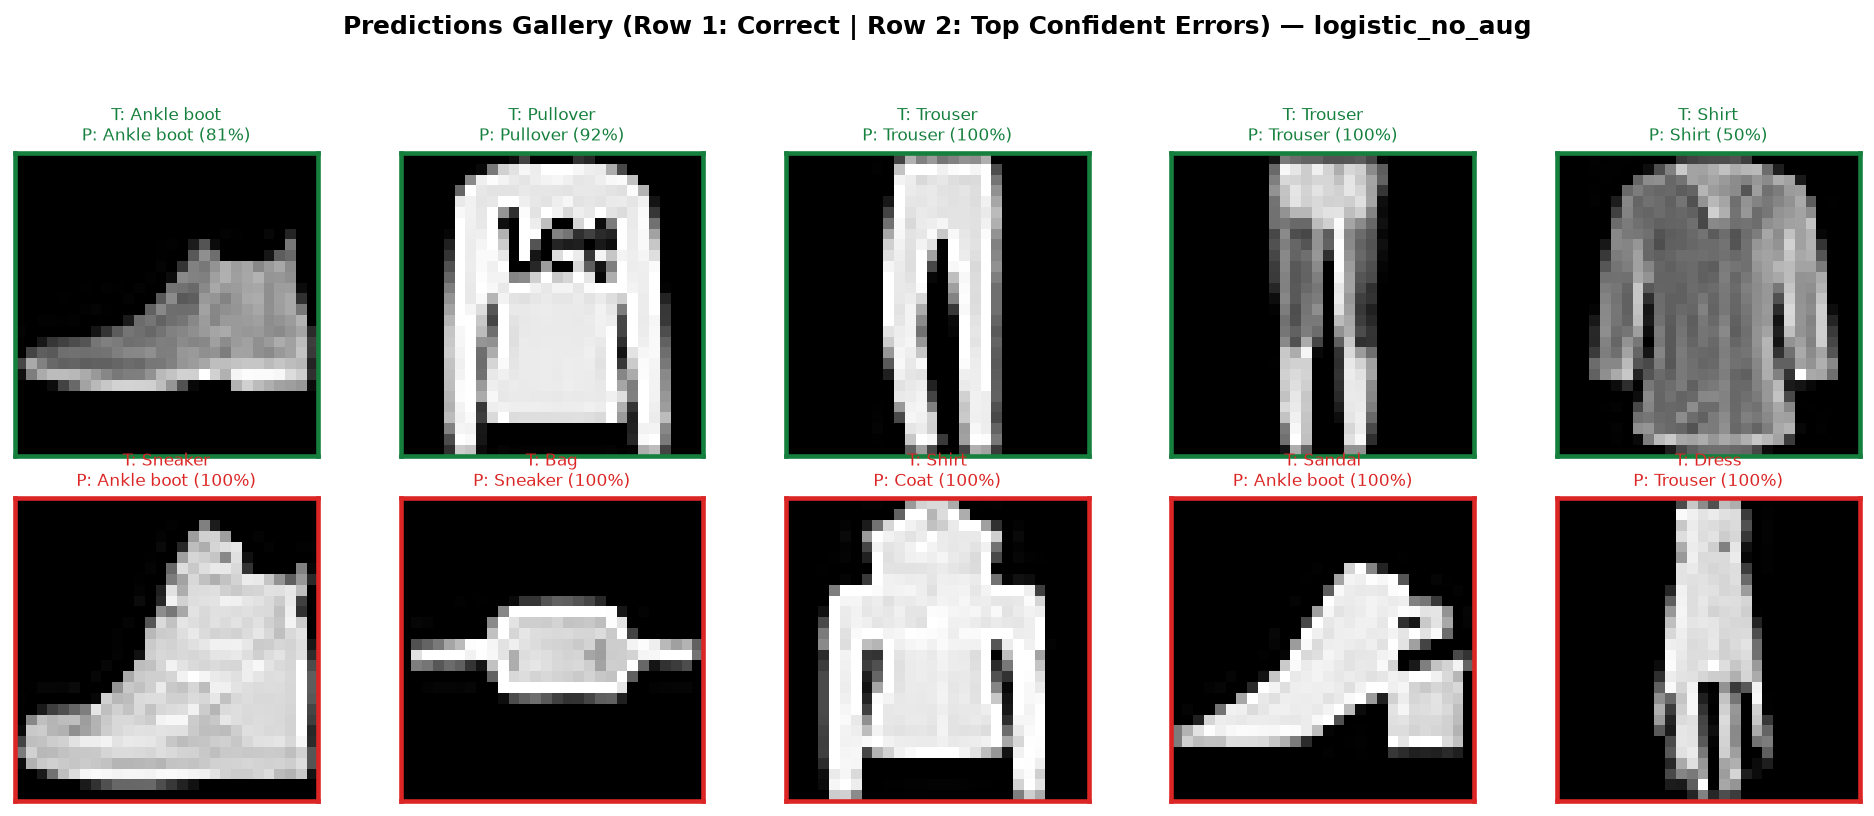 Predictions Gallery (Row 1: Correct | Row 2: Top Confident Errors) — logistic_no_aug
T: Ankle boot
P: Ankle boot (81%)
T: Pullover
P: Pullover (92%)
T: Trouser
P: Trouser (100%)
T: Trouser
P: Trouser (100%)
T: Shirt
P: Shirt (50%)
T: Sneaker
P: Ankle boot (100%)
T: Bag
P: Sneaker (100%)
T: Shirt
P: Coat (100%)
T: Sandal
P: Ankle boot (100%)
T: Dress
P: Trouser (100%)